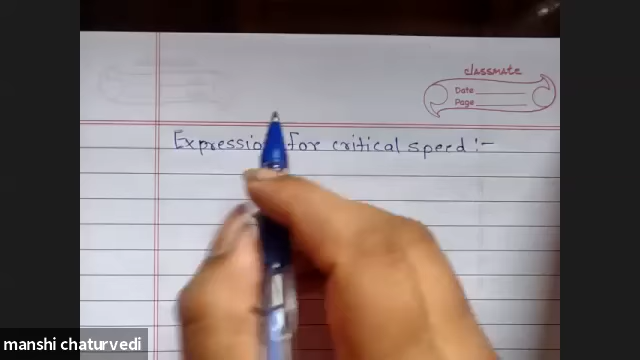 classmate
Date
Page
Expression for critical speed :-
manshi chaturvedi